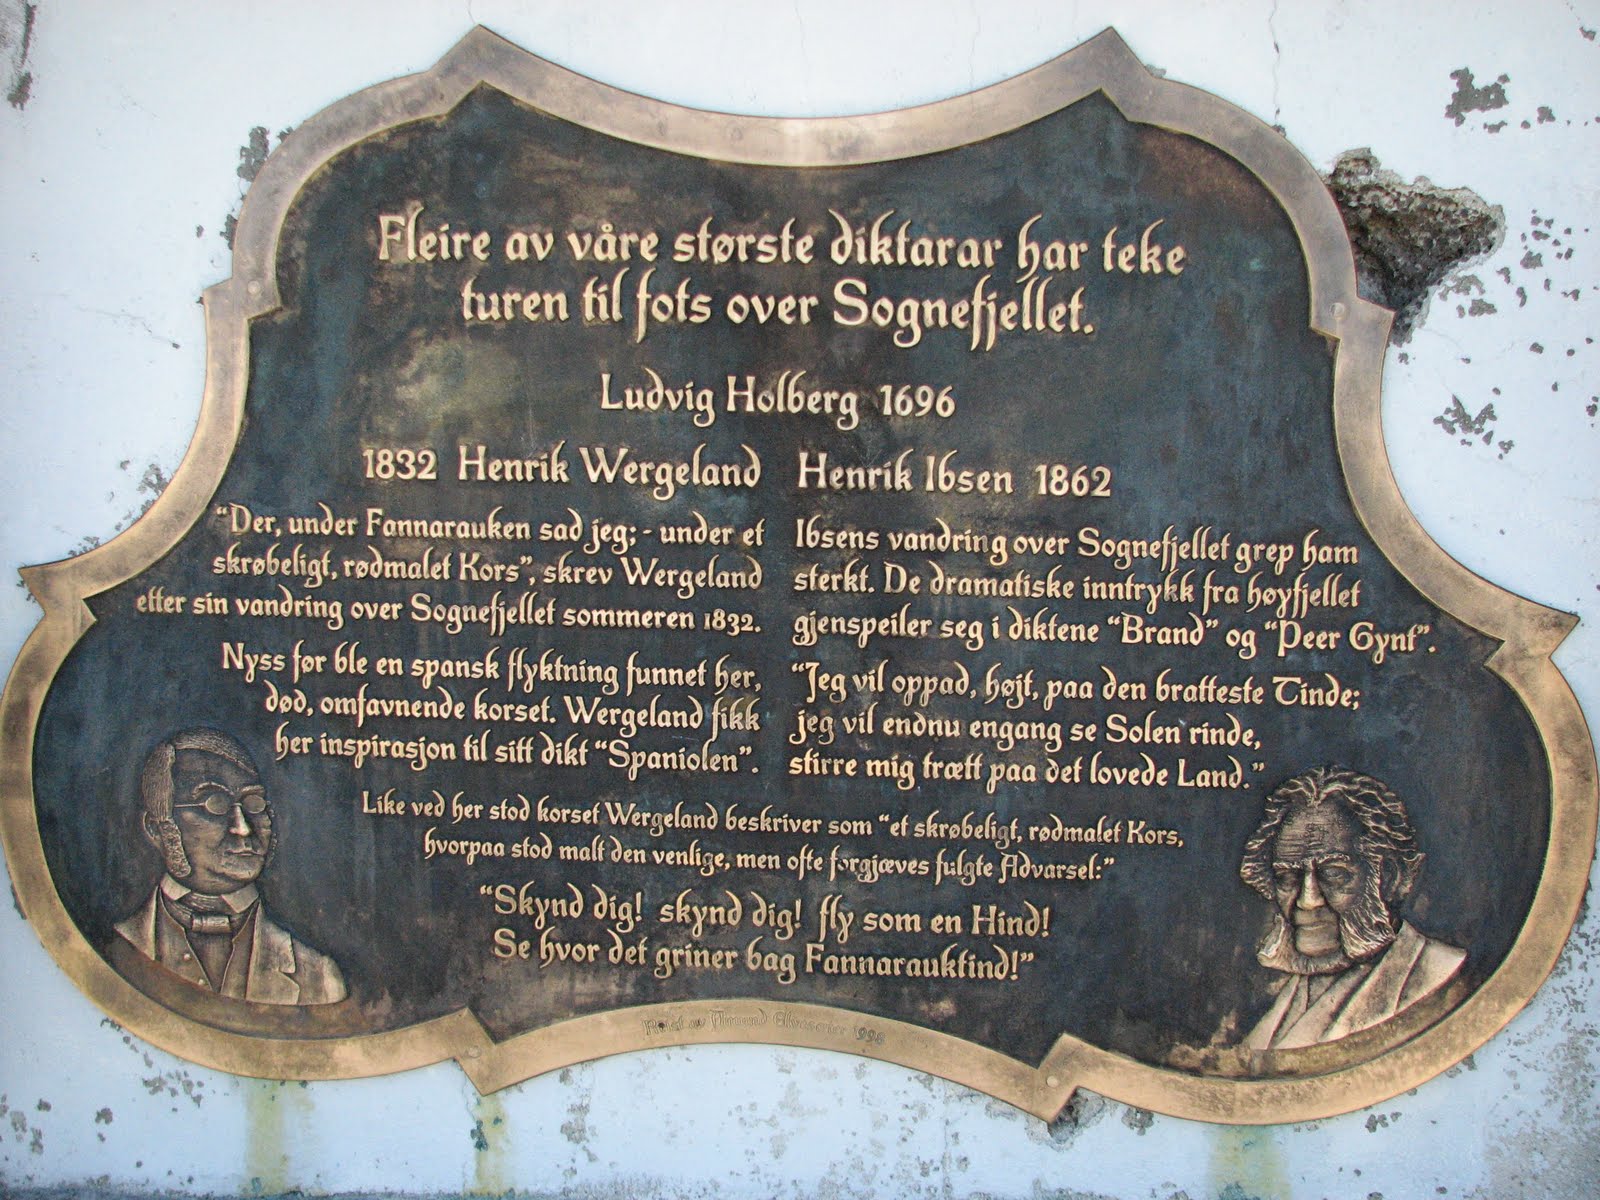 Fleire av våre største diktarar har teke
turen til fots over Sognefjellet.
Ludvig Holberg 1696
1832 Henrik Wergeland
"Der, under Fannarauken sad jeg; - under et
skrøbeligt, rødmalet Kors", skrev Wergeland
etter sin vandring over Sognefjellet sommeren 1832.
Nyss før ble en spansk flyktning funnet her,
død, omfavnende korset. Wergeland fikk
her inspirasjon til sitt dikt "Spaniolen".
Henrik Ibsen 1862
Ibsens vandring over Sognefjellet grep ham
sterkt. De dramatiske inntrykk fra høyfjellet
gjenspeiler seg i diktene "Brand" og "Peer Gynt".
"Jeg vil oppad, højt, paa den bratteste Tinde;
jeg vil endnu engang se Solen rinde,
stirre mig trætt paa det lovede Land."
Like ved her stod korset Wergeland beskriver som "et skrøbeligt, rødmalet Kors,
hvorpaa stod malt den venlige, men ofte forgjæves fulgte Advarsel:"
"Skynd dig! skynd dig! fly som en Hind!
Se hvor det griner bag Fannarauktind!"
1998